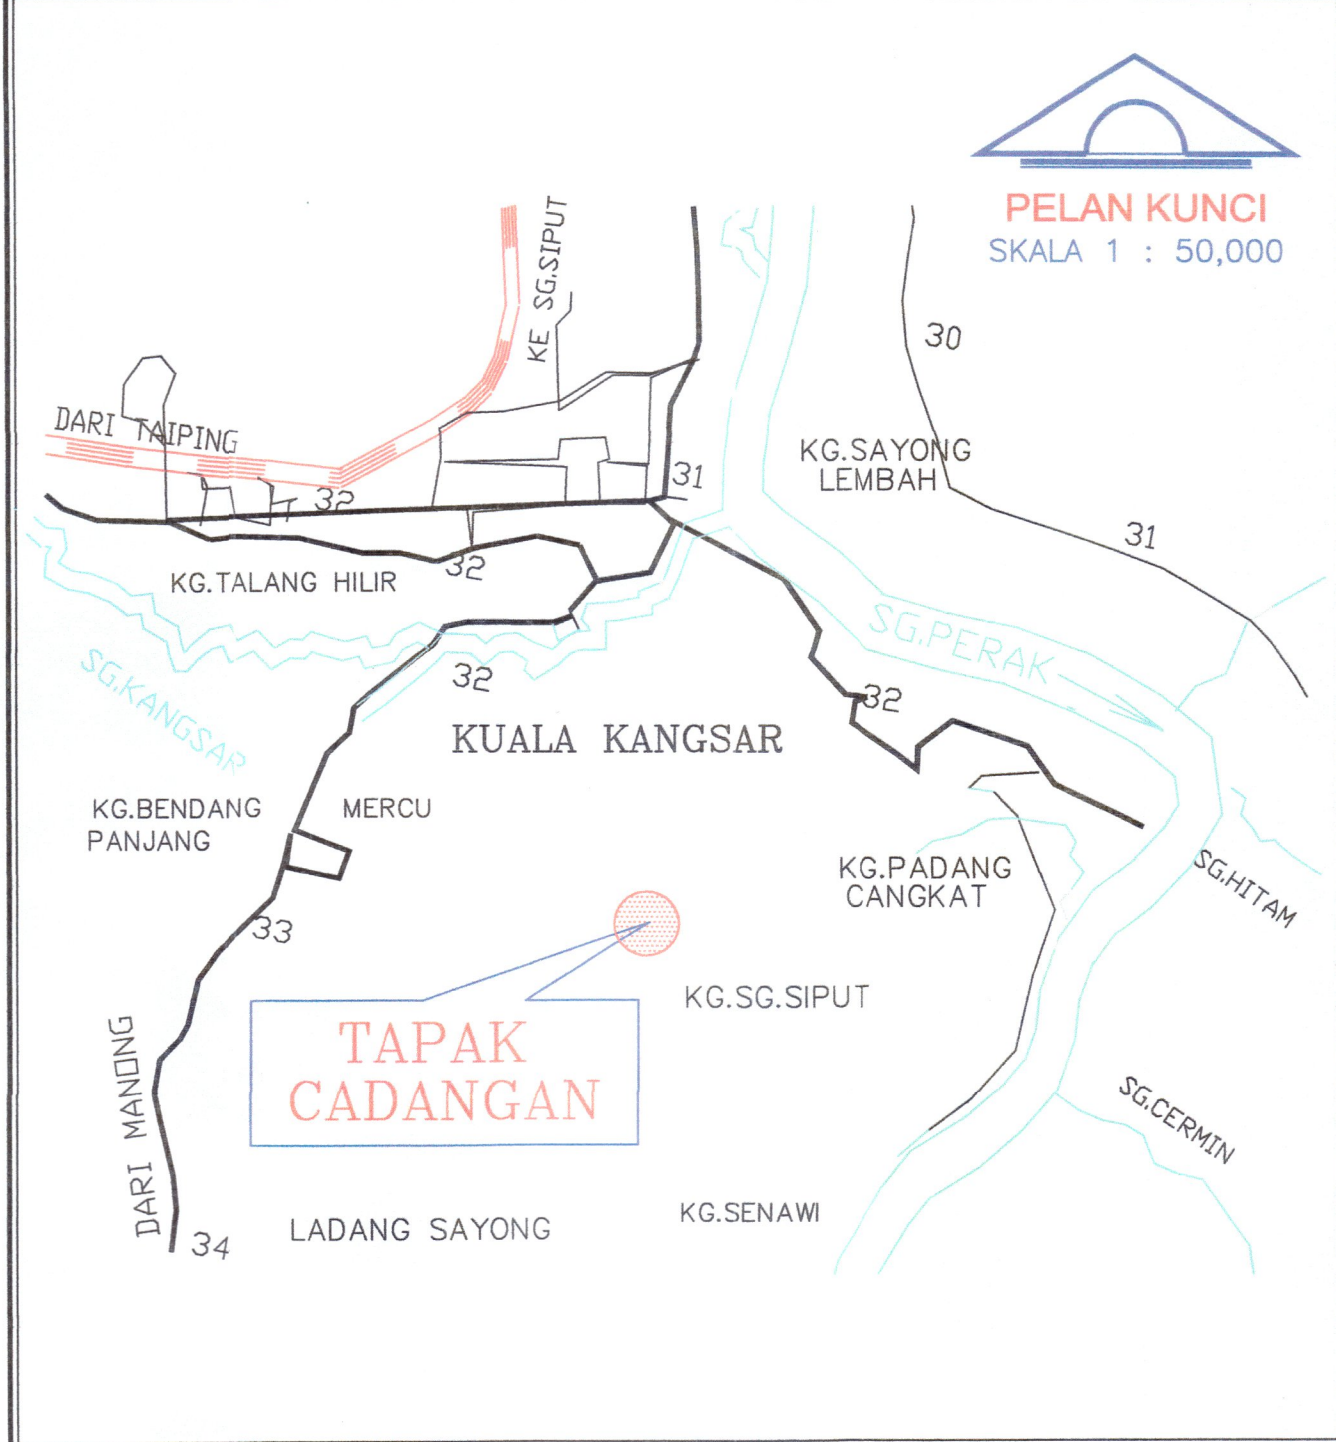 PELAN KUNCI
SKALA 1 : 50,000
KE SG.SIPUT
30
DARI TAIPING
KG.SAYONG
LEMBAH
31
32
31
KG.TALANG HILIR
32
SG.PERAK
SG.KANGSAR
32
32
KUALA KANGSAR
KG.BENDANG
PANJANG
MERCU
KG.PADANG
CANGKAT
SG.HITAM
33
KG.SG.SIPUT
TAPAK
CADANGAN
DARI MANONG
SG.CERMIN
KG.SENAWI
LADANG SAYONG
34